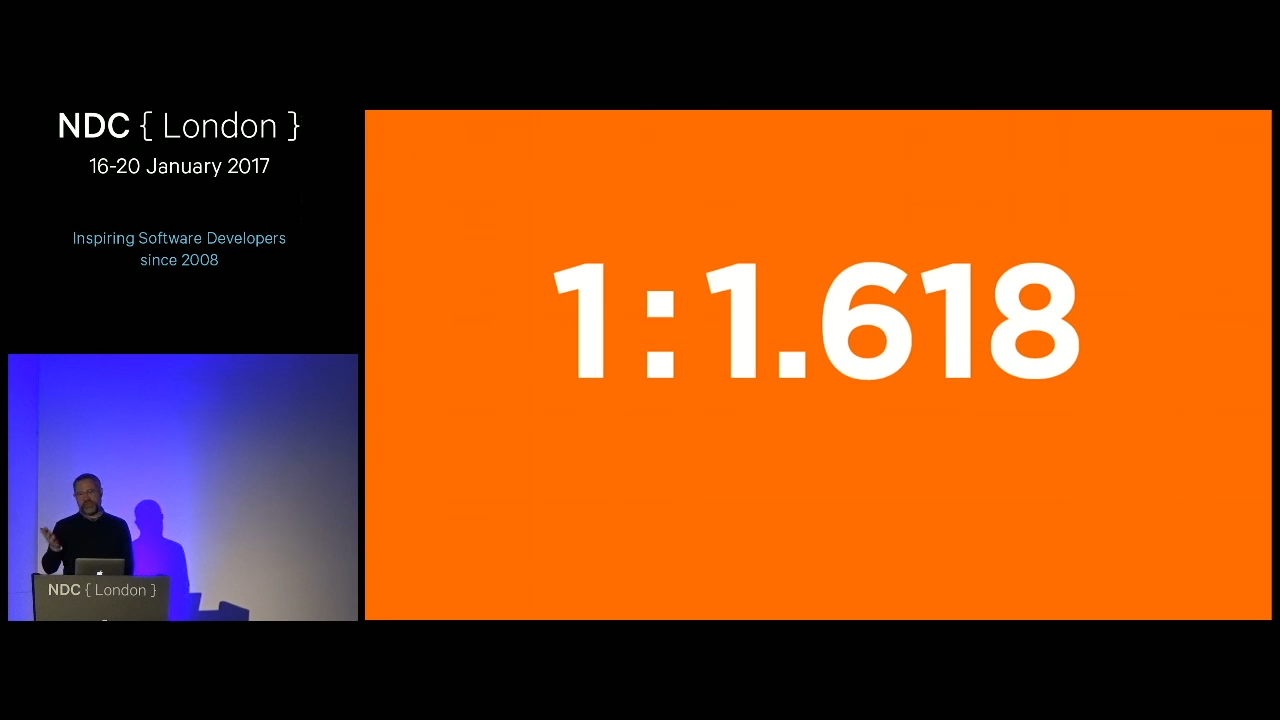 NDC { London }
16-20 January 2017
Inspiring Software Developers
since 2008
1:1.618
NDC { London }